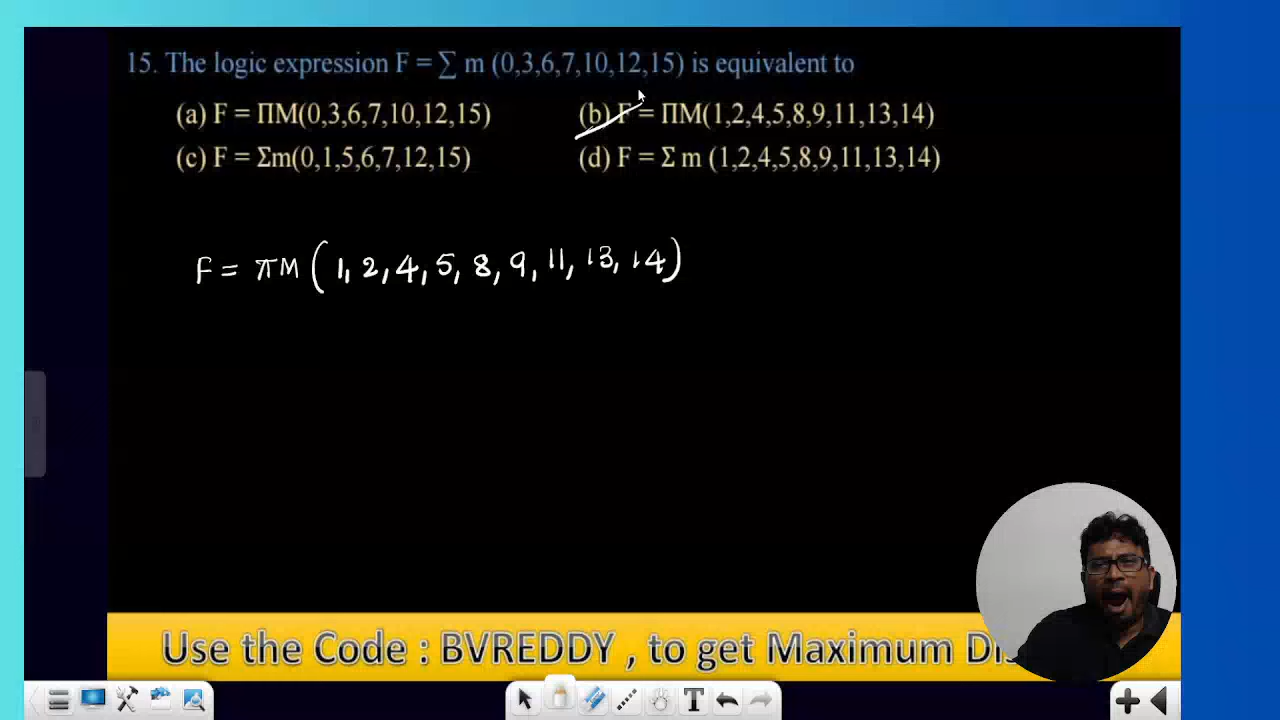 15. The logic expression F = ∑ m (0,3,6,7,10,12,15) is equivalent to
(a) F = ΠM(0,3,6,7,10,12,15) (b) F = ΠM(1,2,4,5,8,9,11,13,14)
(c) F = Σm(0,1,5,6,7,12,15) (d) F = Σ m (1,2,4,5,8,9,11,13,14)
F = πM (1, 2, 4, 5, 8, 9, 11, 13, 14)
Use the Code : BVREDDY , to get Maximum Dis
T